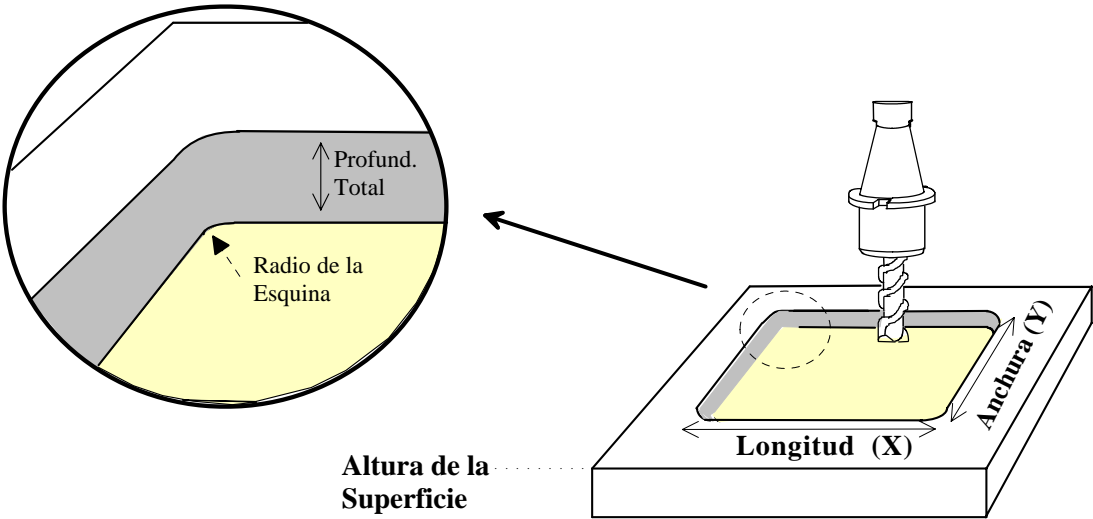 Profund.
Total
Radio de la
Esquina
Anchura (Y)
Longitud (X)
Altura de la
Superficie